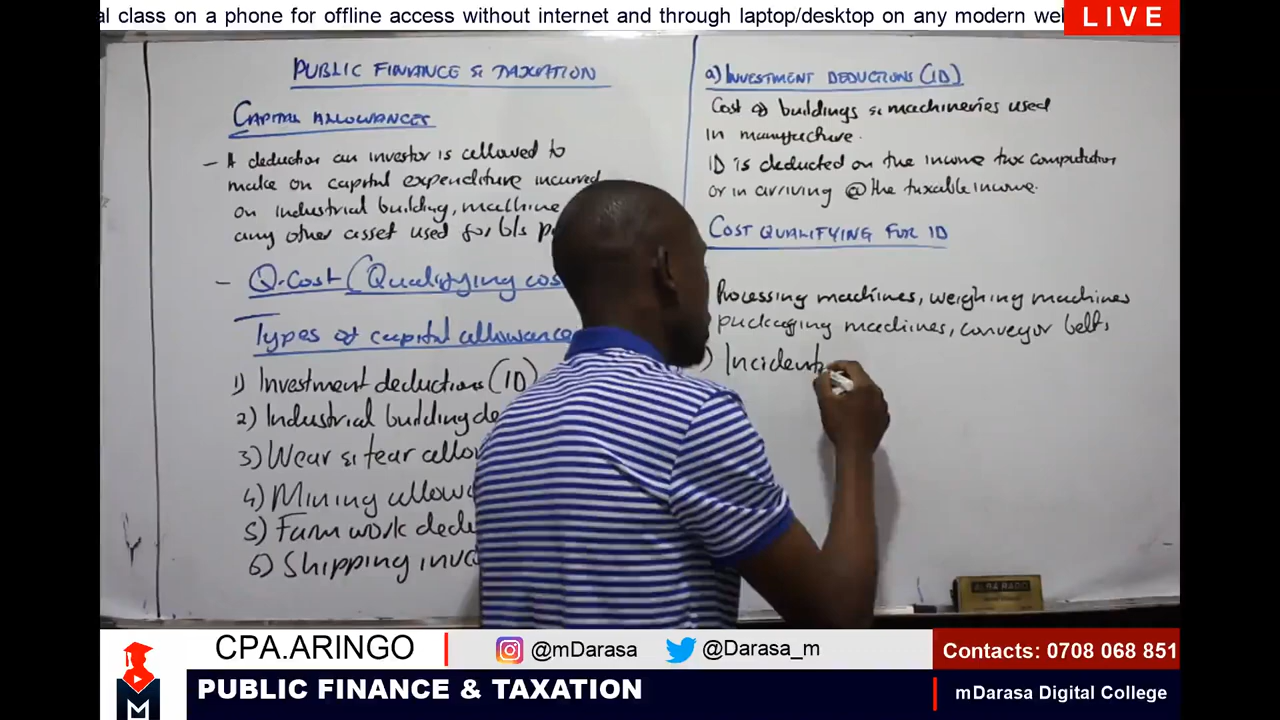 al class on a phone for offline access without internet and through laptop/desktop on any modern we
LIVE
PUBLIC FINANCE & TAXATION
CAPITAL ALLOWANCES
- A deduction an investor is allowed to
make on capital expenditure incurred
on industrial building, machine
any other asset used for b/s p
- Q.Cost (Qualifying cos
Types of capital allowance
1) Investment deductions (ID)
2) Industrial building de
3) Wear & tear allo
4) Mining allow
5) Farm work dedu
6) Shipping inv
a) INVESTMENT DEDUCTIONS (ID)
Cost of buildings & machineries used
in manufacture.
ID is deducted on the income tax computation
or in arriving @ the taxable income.
COST QUALIFYING FOR ID
Processing machines, weighing machines
packaging machines, conveyor belts
) Incident
CPA.ARINGO
@mDarasa
@Darasa_m
Contacts: 0708 068 851
PUBLIC FINANCE & TAXATION
mDarasa Digital College
M